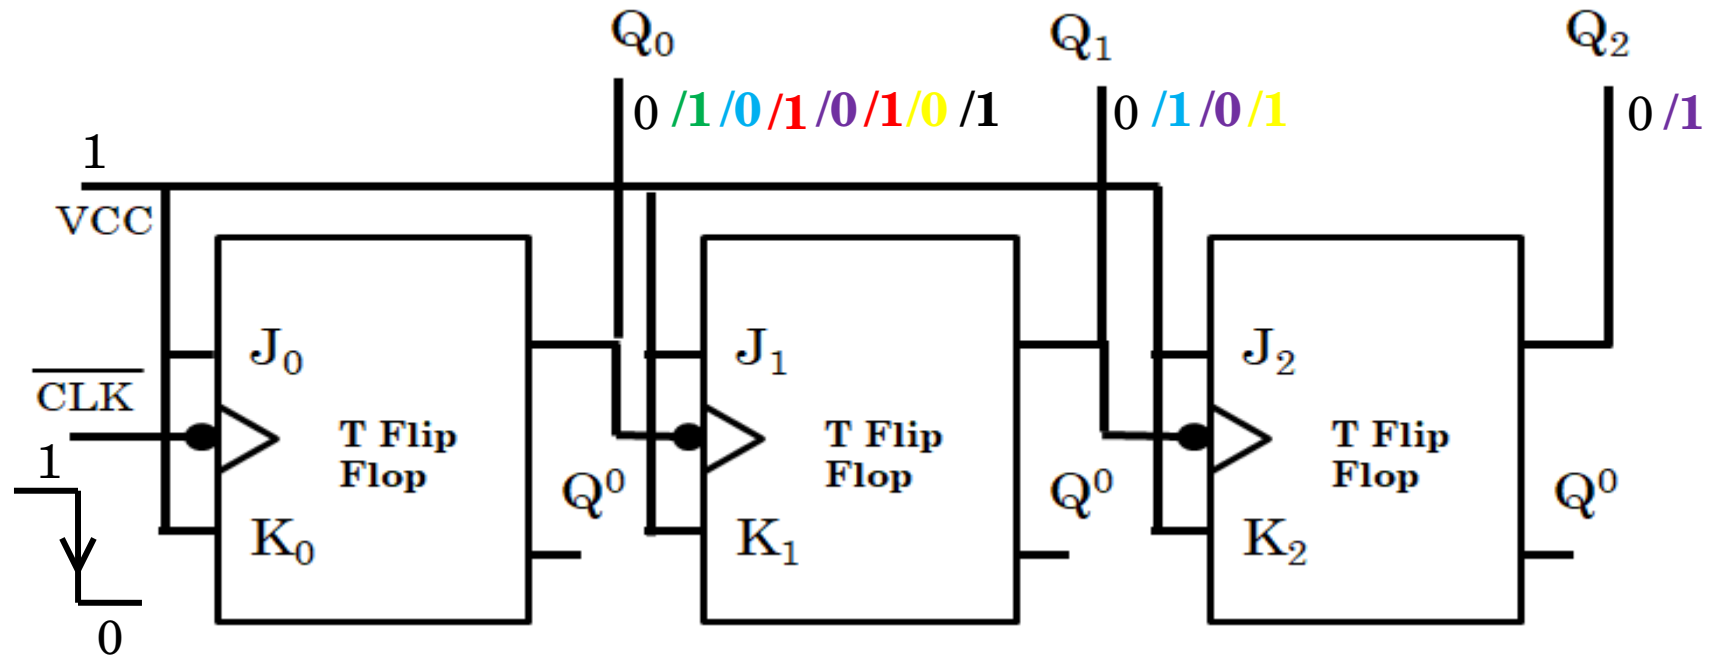 Q₀ Q₁ Q₂
0 /1 /0 /1 /0 /1 /0 /1 0 /1 /0 /1 0 /1
1
VCC
J₀ J₁ J₂
C̅L̅K̅
T Flip T Flip T Flip
Flop Flop Flop
1
Q⁰ Q⁰ Q⁰
K₀ K₁ K₂
0